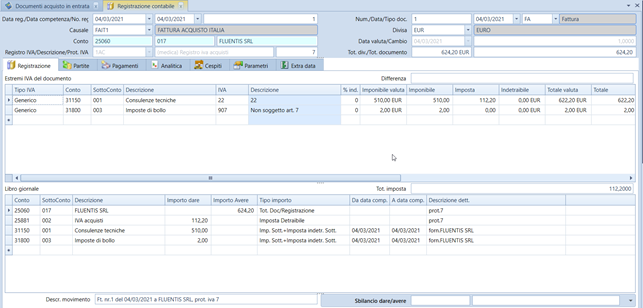 Documenti acquisto in entrata
Registrazione contabile
Data reg./Data competenza/No. reg 04/03/2021 04/03/2021 1 Num./Data/Tipo doc. 1 04/03/2021 FA Fattura
Causale FAIT1 FATTURA ACQUISTO ITALIA Divisa EUR EURO
Conto 25060 017 FLUENTIS SRL Data valuta/Cambio 04/03/2021 1,0000
Registro IVA/Descrizione/Prot. IVA 1AC (medico) Registro iva acquisti 7 Tot. div./Tot. documento 624,20 EUR 624,20
Registrazione Partite Pagamenti Analitica Cespiti Parametri Extra data
Estremi IVA del documento Differenza
Tipo IVA Conto SottoConto Descrizione IVA Descrizione % ind. Imponibile valuta Imponibile Imposta Indetraibile Totale valuta Totale
Generico 31150 001 Consulenze tecniche 22 22 0 510,00 EUR 510,00 112,20 0,00 EUR 622,20 EUR 622,20
Generico 31800 003 Imposte di bollo 907 Non soggetto art. 7 0 2,00 EUR 2,00 0,00 0,00 EUR 2,00 EUR 2,00
Libro giornale Tot. imposta 112,2000
Conto SottoConto Descrizione Importo dare Importo Avere Tipo importo Da data comp. A data comp. Descrizione dett.
25060 017 FLUENTIS SRL 624,20 Tot. Doc/Registrazione prot.7
25881 002 IVA acquisti 112,20 Imposta Detraibile prot.7
31150 001 Consulenze tecniche 510,00 Imp. Sott.+Imposta indetr. Sott. 04/03/2021 04/03/2021 forn.FLUENTIS SRL
31800 003 Imposte di bollo 2,00 Imp. Sott.+Imposta indetr. Sott. 04/03/2021 04/03/2021 forn.FLUENTIS SRL
Descr. movimento Ft. nr.1 del 04/03/2021 a FLUENTIS SRL, prot. iva 7 Sbilancio dare/avere